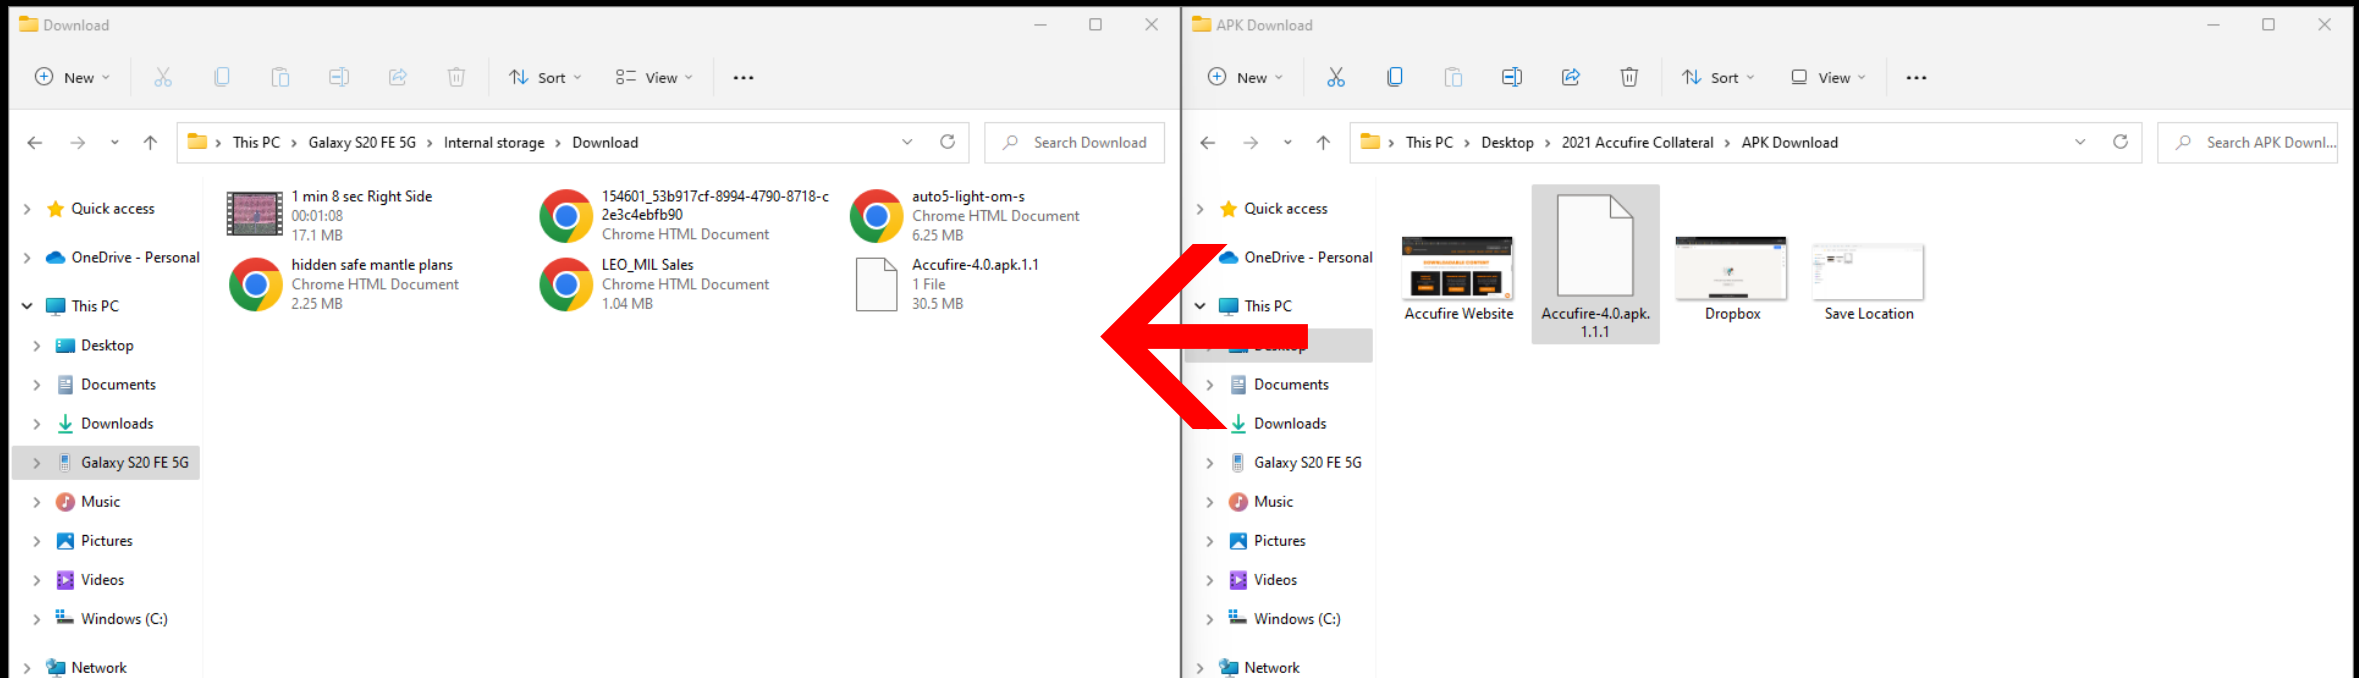 Download
New
Sort
View
This PC > Galaxy S20 FE 5G > Internal storage > Download
Search Download
Quick access
OneDrive - Personal
This PC
Desktop
Documents
Downloads
Galaxy S20 FE 5G
Music
Pictures
Videos
Windows (C:)
Network
1 min 8 sec Right Side
00:01:08
17.1 MB
154601_53b917cf-8994-4790-8718-c
2e3c4ebfb90
Chrome HTML Document
auto5-light-om-s
Chrome HTML Document
6.25 MB
hidden safe mantle plans
Chrome HTML Document
2.25 MB
LEO_MIL Sales
Chrome HTML Document
1.04 MB
Accufire-4.0.apk.1.1
1 File
30.5 MB
APK Download
New
Sort
View
This PC > Desktop > 2021 Accufire Collateral > APK Download
Search APK Downl...
Quick access
OneDrive - Personal
This PC
Desktop
Documents
Downloads
Galaxy S20 FE 5G
Music
Pictures
Videos
Windows (C:)
Network
DOWNLOADABLE CONTENT
Accufire Website
Accufire-4.0.apk.
1.1.1
Dropbox
Save Location